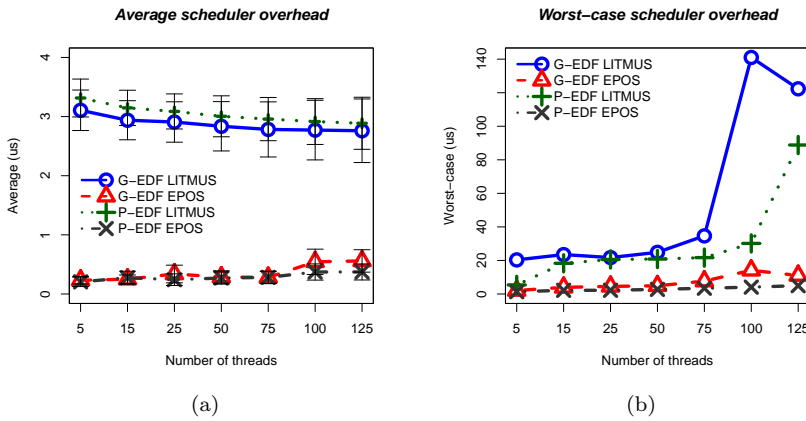 Average scheduler overhead
Average (us)
4
3
2
1
0
G−EDF LITMUS
G−EDF EPOS
P−EDF LITMUS
P−EDF EPOS
5 15 25 50 75 100 125
Number of threads
(a)
Worst−case scheduler overhead
Worst−case (us)
140
100
80
60
40
20
0
G−EDF LITMUS
G−EDF EPOS
P−EDF LITMUS
P−EDF EPOS
5 15 25 50 75 100 125
Number of threads
(b)